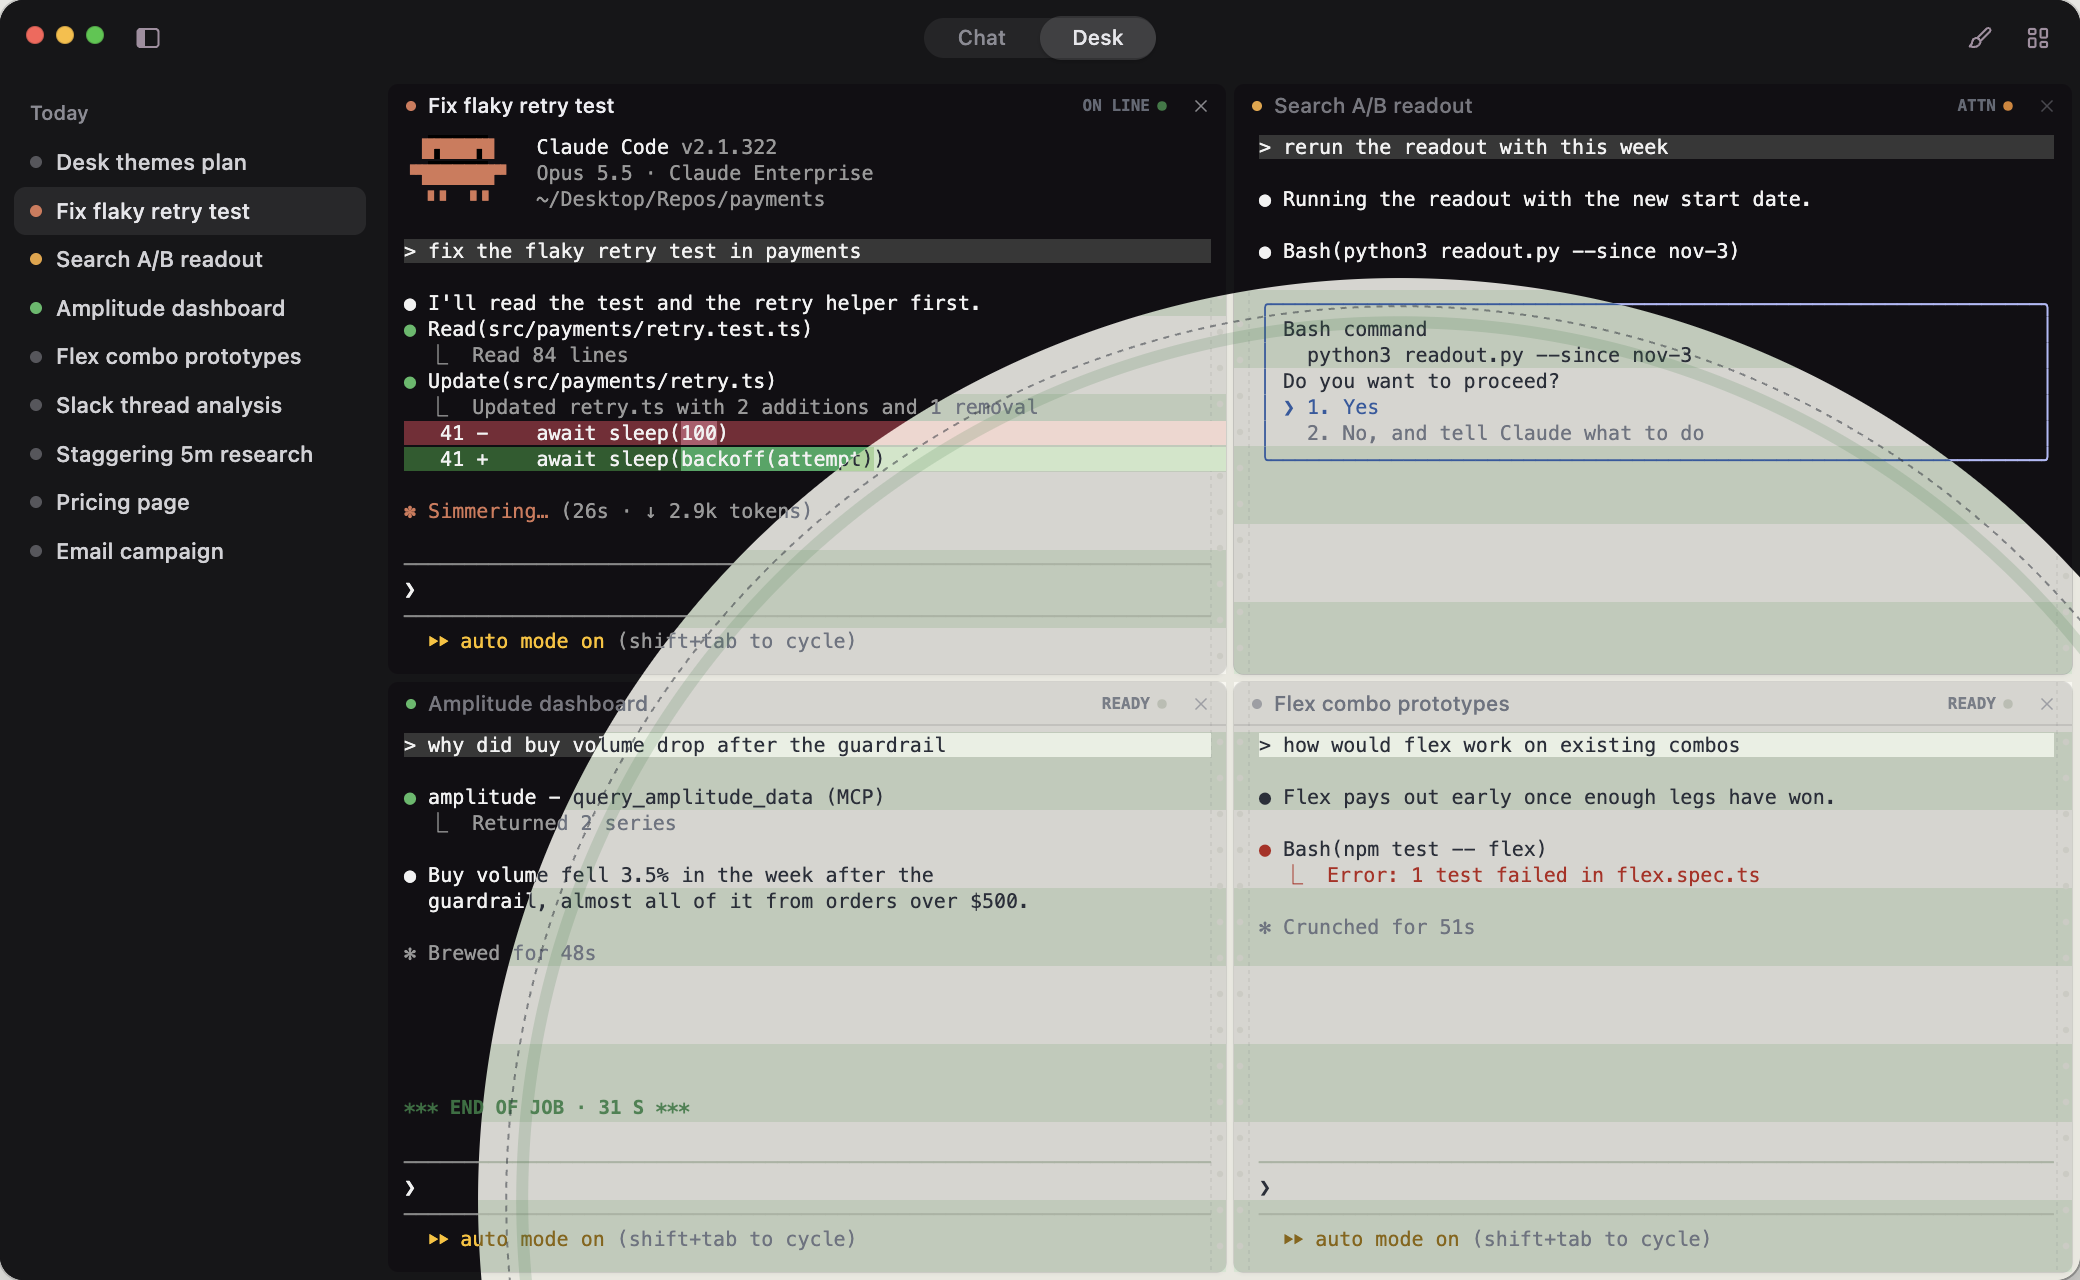 Chat
Desk
Today
Desk themes plan
Fix flaky retry test
Search A/B readout
Amplitude dashboard
Flex combo prototypes
Slack thread analysis
Staggering 5m research
Pricing page
Email campaign
Fix flaky retry test
ON LINE
Claude Code v2.1.322
Opus 5.5 · Claude Enterprise
~/Desktop/Repos/payments
> fix the flaky retry test in payments
● I'll read the test and the retry helper first.
● Read(src/payments/retry.test.ts)
⎿ Read 84 lines
● Update(src/payments/retry.ts)
⎿ Updated retry.ts with 2 additions and 1 removal
41 - await sleep(100)
41 + await sleep(backoff(attempt))
✽ Simmering… (26s · ↓ 2.9k tokens)
❯
⏵⏵ auto mode on (shift+tab to cycle)
Search A/B readout
ATTN
> rerun the readout with this week
● Running the readout with the new start date.
● Bash(python3 readout.py --since nov-3)
Bash command
python3 readout.py --since nov-3
Do you want to proceed?
❯ 1. Yes
2. No, and tell Claude what to do
Amplitude dashboard
READY
> why did buy volume drop after the guardrail
● amplitude - query_amplitude_data (MCP)
⎿ Returned 2 series
● Buy volume fell 3.5% in the week after the
guardrail, almost all of it from orders over $500.
✻ Brewed for 48s
*** END OF JOB · 31 S ***
❯
⏵⏵ auto mode on (shift+tab to cycle)
Flex combo prototypes
READY
> how would flex work on existing combos
● Flex pays out early once enough legs have won.
● Bash(npm test -- flex)
⎿ Error: 1 test failed in flex.spec.ts
✻ Crunched for 51s
❯
⏵⏵ auto mode on (shift+tab to cycle)